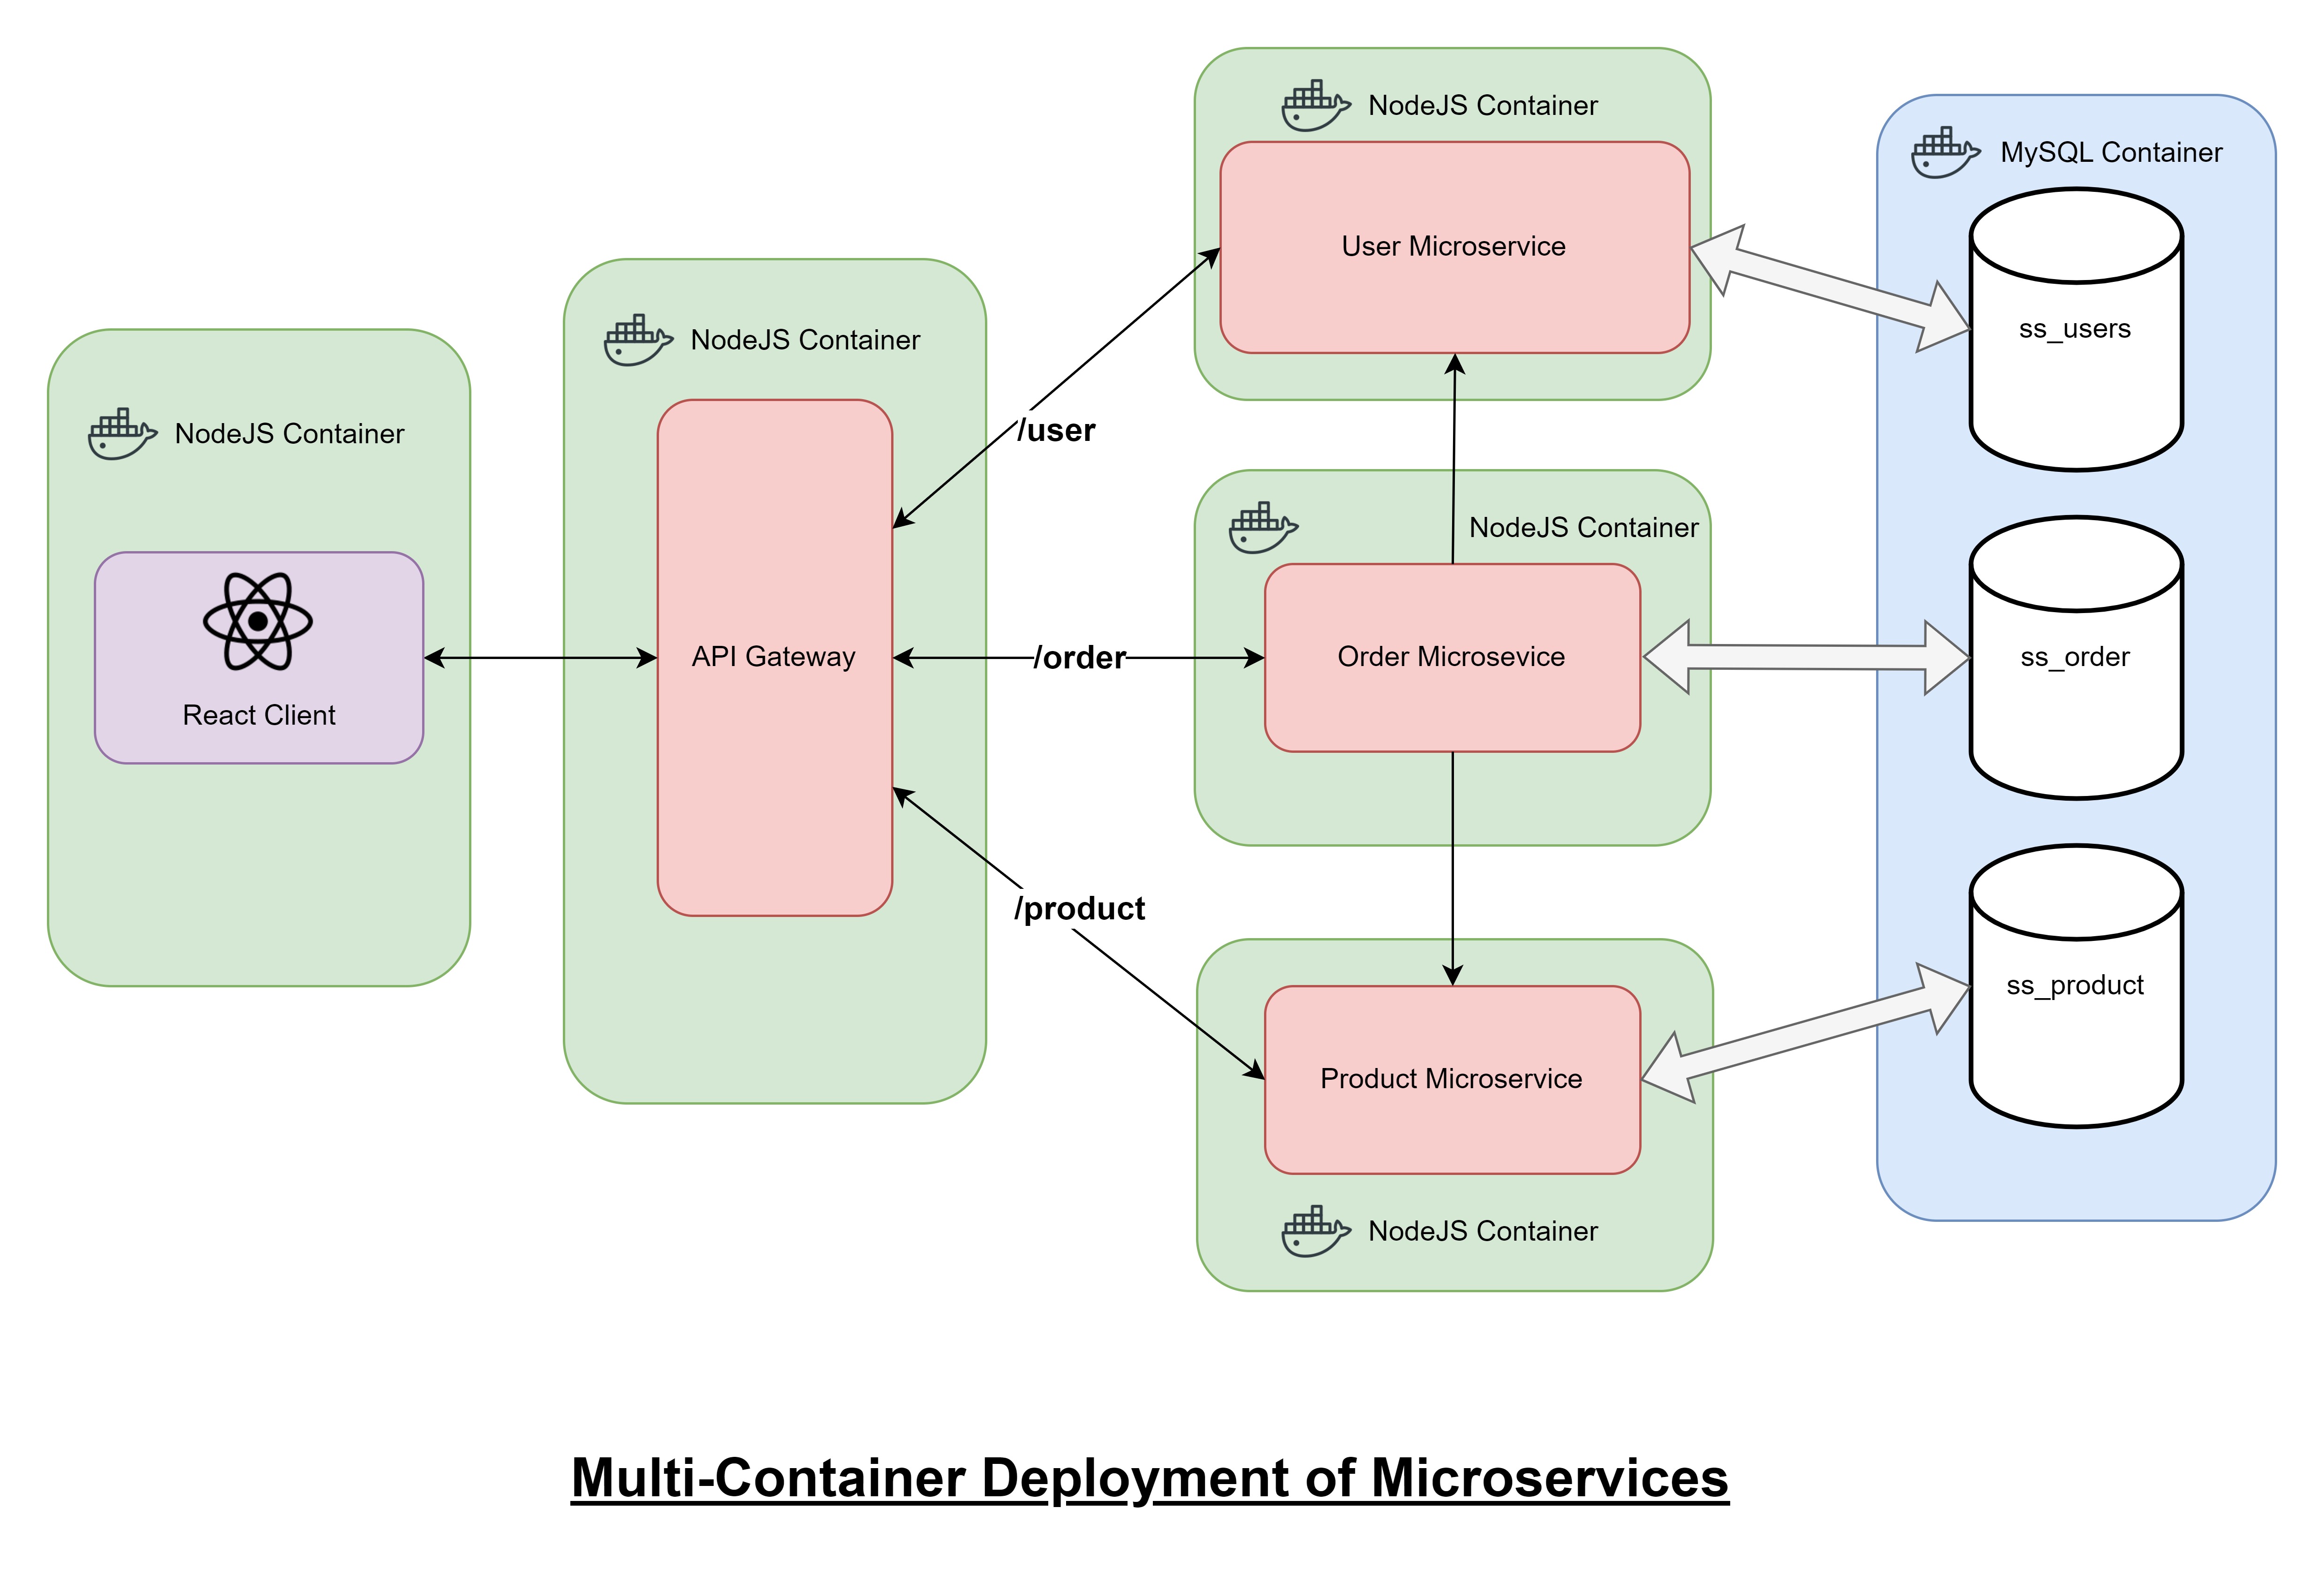 NodeJS Container
React Client
NodeJS Container
API Gateway
/user
/order
/product
NodeJS Container
User Microservice
NodeJS Container
Order Microsevice
Product Microservice
NodeJS Container
MySQL Container
ss_users
ss_order
ss_product
Multi-Container Deployment of Microservices